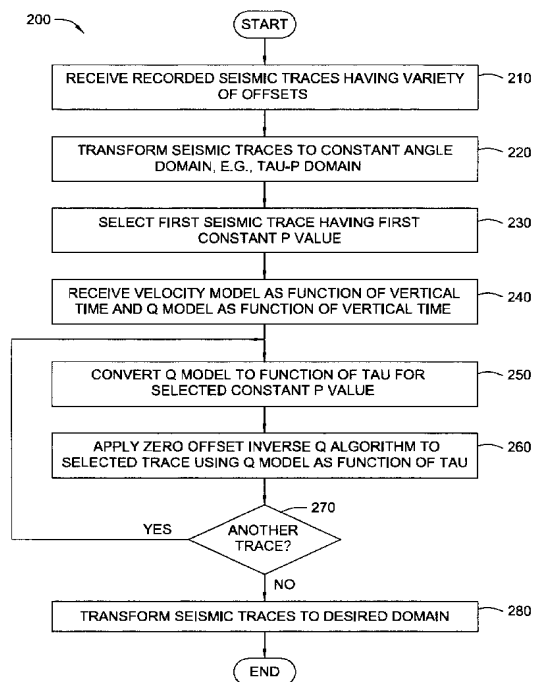 200
START
RECEIVE RECORDED SEISMIC TRACES HAVING VARIETY
OF OFFSETS
210
TRANSFORM SEISMIC TRACES TO CONSTANT ANGLE
DOMAIN, E.G., TAU-P DOMAIN
220
SELECT FIRST SEISMIC TRACE HAVING FIRST
CONSTANT P VALUE
230
RECEIVE VELOCITY MODEL AS FUNCTION OF VERTICAL
TIME AND Q MODEL AS FUNCTION OF VERTICAL TIME
240
CONVERT Q MODEL TO FUNCTION OF TAU FOR
SELECTED CONSTANT P VALUE
250
APPLY ZERO OFFSET INVERSE Q ALGORITHM TO
SELECTED TRACE USING Q MODEL AS FUNCTION OF TAU
260
270
YES
ANOTHER
TRACE?
NO
TRANSFORM SEISMIC TRACES TO DESIRED DOMAIN
280
END